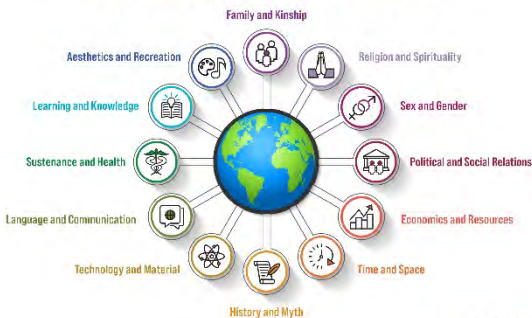 Family and Kinship
Aesthetics and Recreation
Religion and Spirituality
Learning and Knowledge
Sex and Gender
Sustenance and Health
Political and Social Relations
Language and Communication
Economics and Resources
Technology and Material
Time and Space
History and Myth